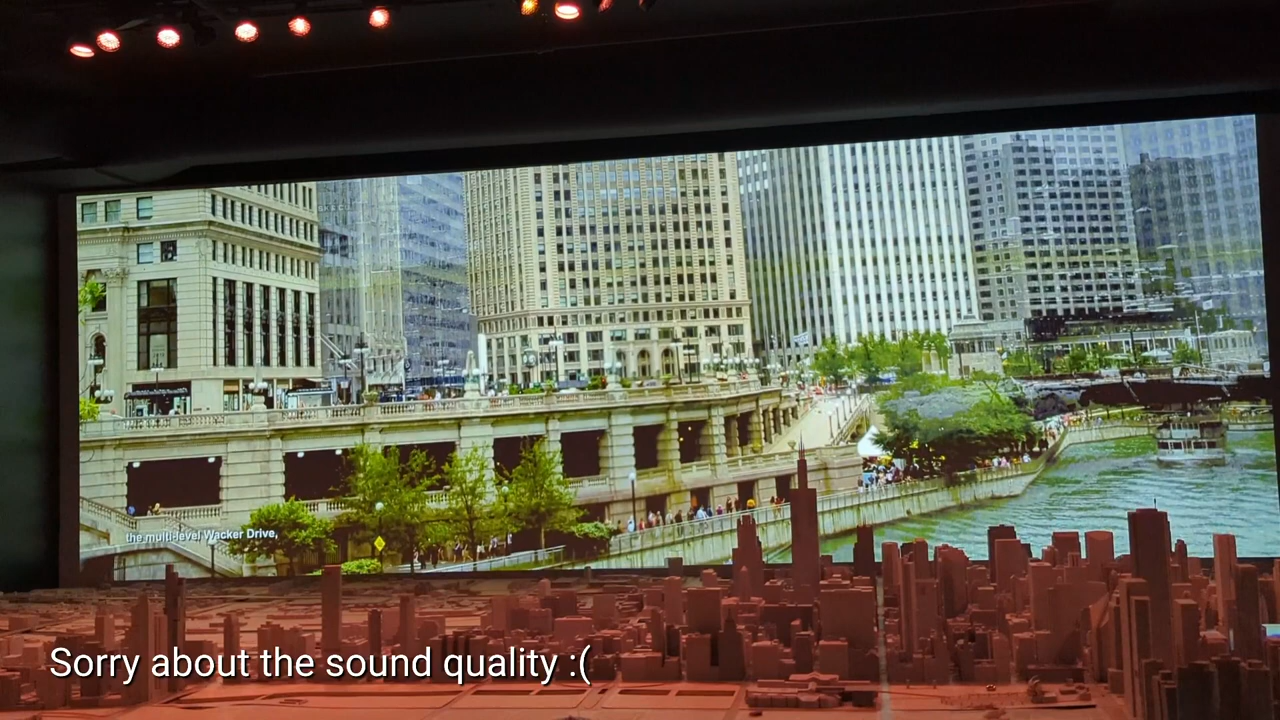 the multi-level Wacker Drive,
Sorry about the sound quality :(